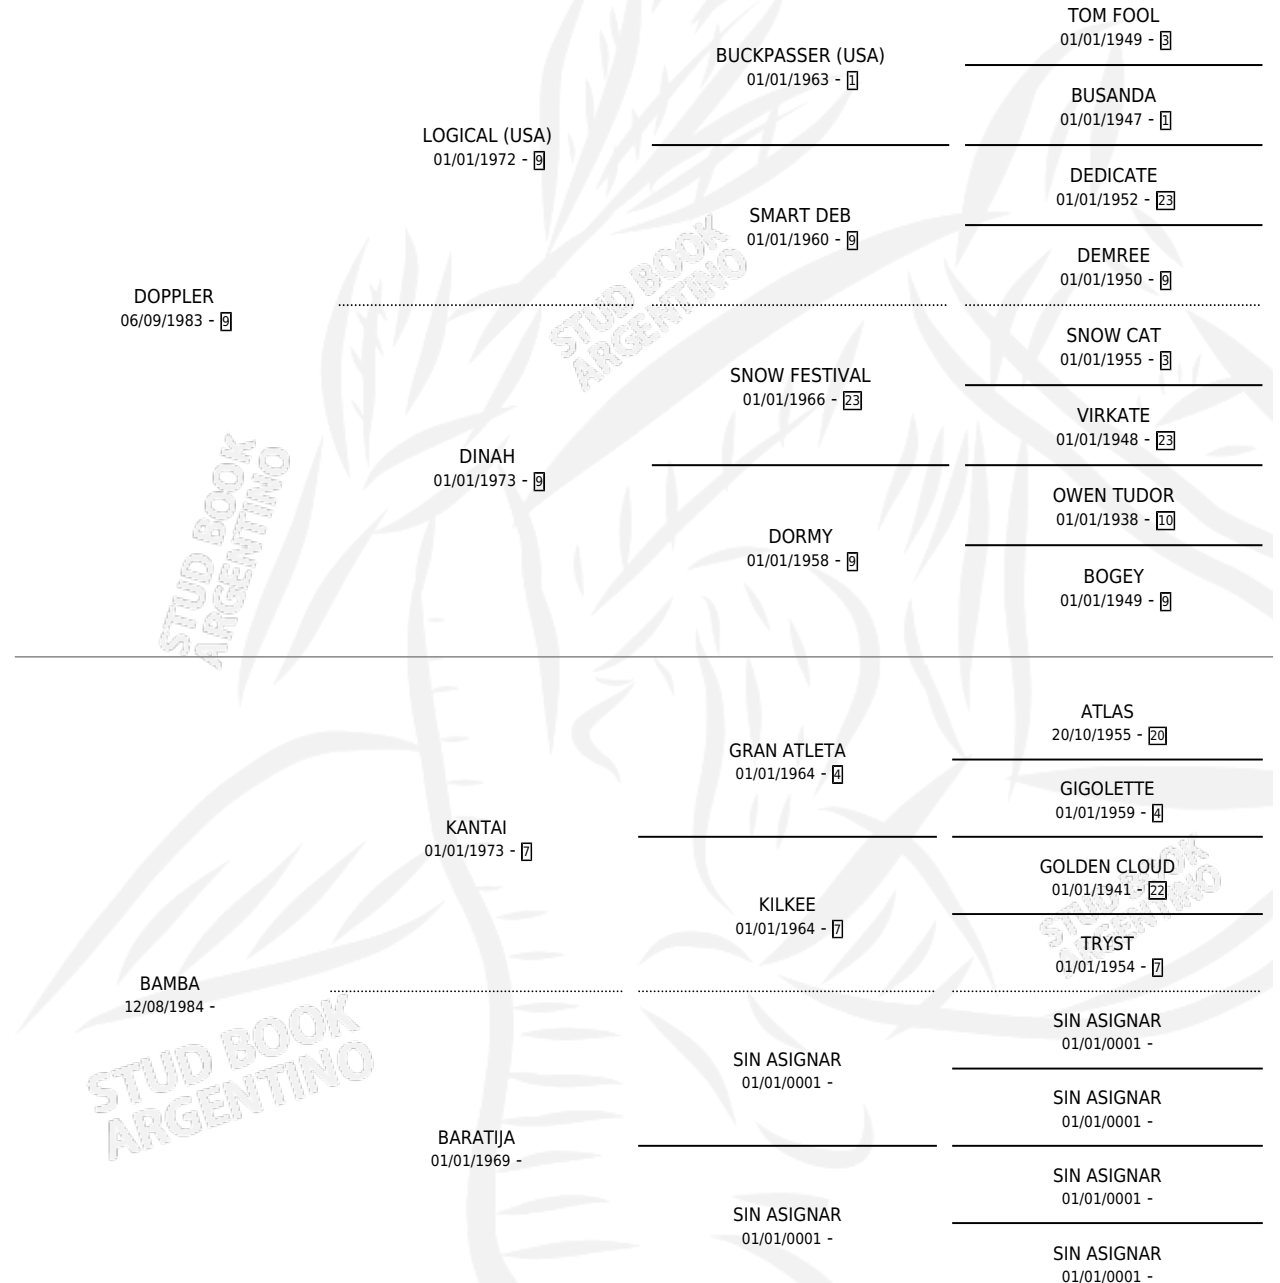 TOM FOOL
01/01/1949 - 3
BUCKPASSER (USA)
01/01/1963 - 1
BUSANDA
01/01/1947 - 1
LOGICAL (USA)
01/01/1972 - 9
DEDICATE
01/01/1952 - 23
SMART DEB
01/01/1960 - 9
DEMREE
01/01/1950 - 9
DOPPLER
06/09/1983 - 9
SNOW CAT
01/01/1955 - 3
SNOW FESTIVAL
01/01/1966 - 23
VIRKATE
01/01/1948 - 23
DINAH
01/01/1973 - 9
OWEN TUDOR
01/01/1938 - 10
DORMY
01/01/1958 - 9
BOGEY
01/01/1949 - 9
ATLAS
20/10/1955 - 20
GRAN ATLETA
01/01/1964 - 4
GIGOLETTE
01/01/1959 - 4
KANTAI
01/01/1973 - 7
GOLDEN CLOUD
01/01/1941 - 22
KILKEE
01/01/1964 - 7
TRYST
01/01/1954 - 7
BAMBA
12/08/1984 -
SIN ASIGNAR
01/01/0001 -
SIN ASIGNAR
01/01/0001 -
SIN ASIGNAR
01/01/0001 -
BARATIJA
01/01/1969 -
SIN ASIGNAR
01/01/0001 -
SIN ASIGNAR
01/01/0001 -
SIN ASIGNAR
01/01/0001 -
STUD BOOK
ARGENTINO
STUD BOOK
ARGENTINO
STUD BOOK
ARGENTINO
STUD BOOK
ARGENTINO